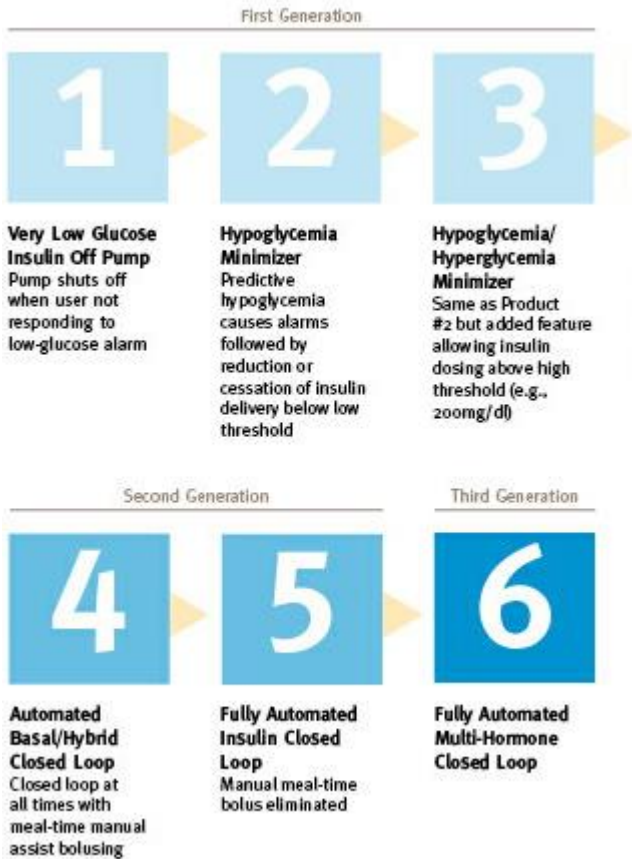 First Generation
1
2
3
Very Low Glucose
Insulin Off Pump
Pump shuts off
when user not
responding to
low-glucose alarm
Hypoglycemia
Minimizer
Predictive
hypoglycemia
causes alarms
followed by
reduction or
cessation of insulin
delivery below low
threshold
Hypoglycemia/
Hyperglycemia
Minimizer
Same as Product
#2 but added feature
allowing insulin
dosing above high
threshold (e.g.,
200mg/dl)
Second Generation
Third Generation
4
5
6
Automated
Basal/Hybrid
Closed Loop
Closed loop at
all times with
meal-time manual
assist bolusing
Fully Automated
Insulin Closed
Loop
Manual meal-time
bolus eliminated
Fully Automated
Multi-Hormone
Closed Loop